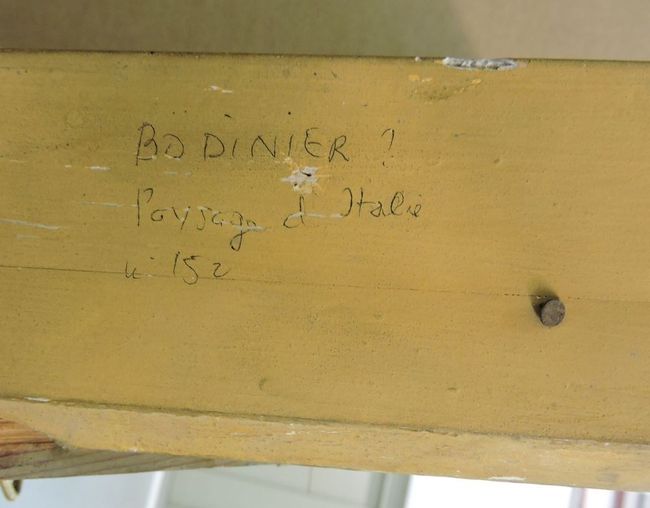 BODINIER ?
Paysage d Italie
n° 152